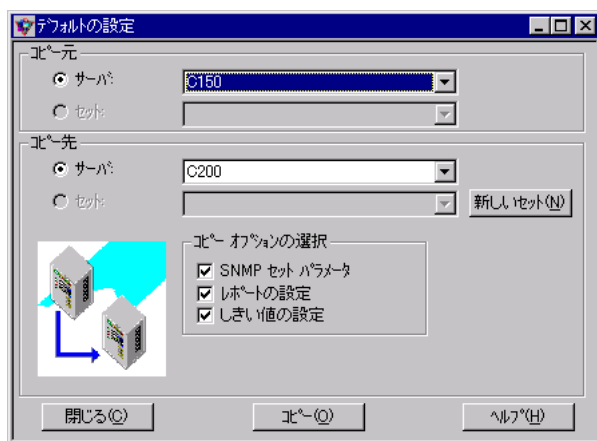 デフォルトの設定
コピー元
サーバ:
C150
セット:
コピー先
サーバ:
C200
セット:
新しいセット(N)
コピー オプションの選択
SNMP セット パラメータ
レポートの設定
しきい値の設定
閉じる(C)
コピー(O)
ヘルプ(H)